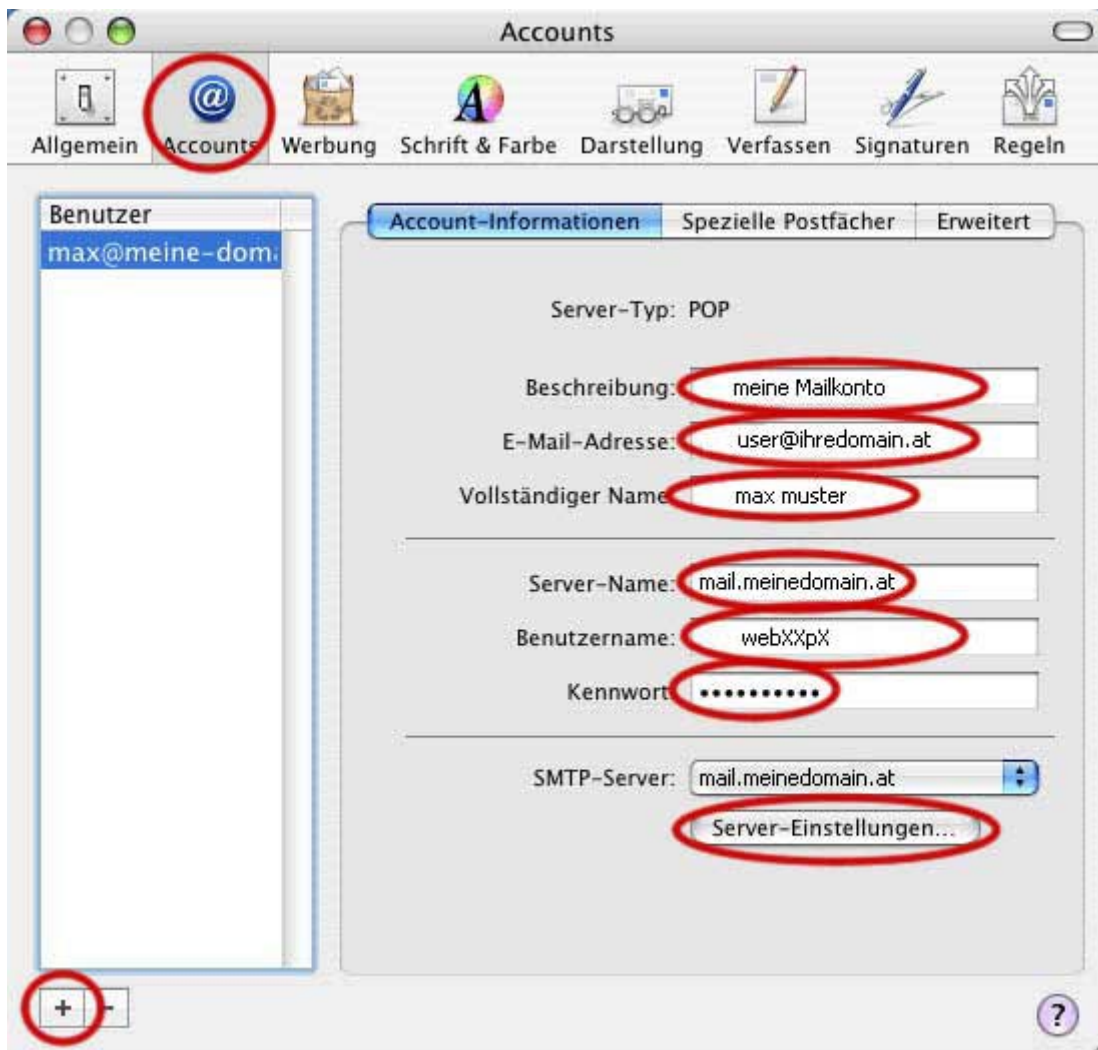 Accounts
Allgemein Accounts Werbung Schrift & Farbe Darstellung Verfassen Signaturen Regeln
Benutzer
max@meine-dom
Account-Informationen Spezielle Postfächer Erweitert
Server-Typ: POP
Beschreibung: meine Mailkonto
E-Mail-Adresse: user@ihredomain.at
Vollständiger Name max muster
Server-Name: mail.meinedomain.at
Benutzername: webXXpX
Kennwort: ••••••••••
SMTP-Server: mail.meinedomain.at
Server-Einstellungen...
+ -
?